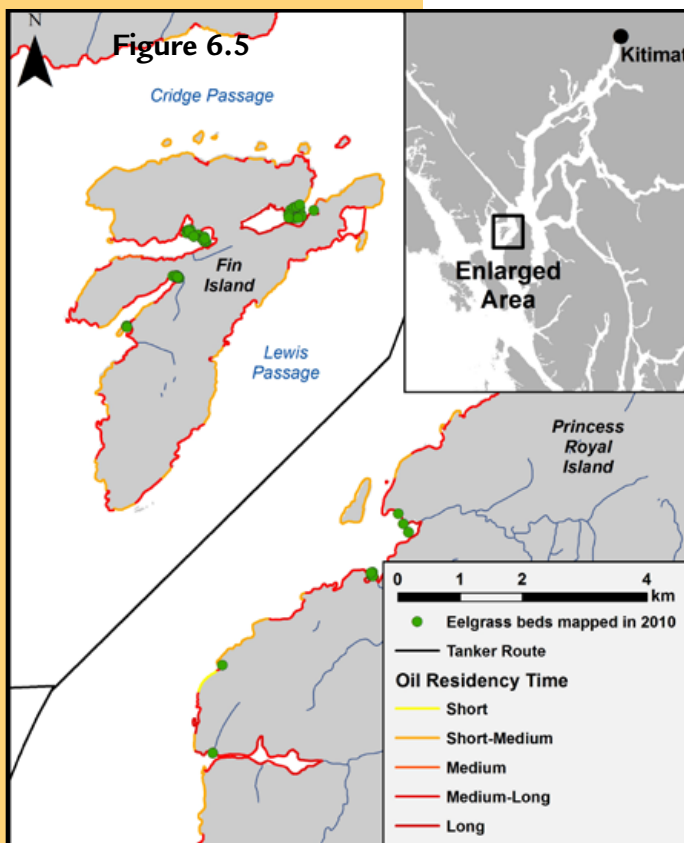 N
Figure 6.5
Kitimat
Cridge Passage
Enlarged
Area
Fin
Island
Lewis
Passage
Princess
Royal
Island
0 1 2 4
km
Eelgrass beds mapped in 2010
Tanker Route
Oil Residency Time
Short
Short-Medium
Medium
Medium-Long
Long